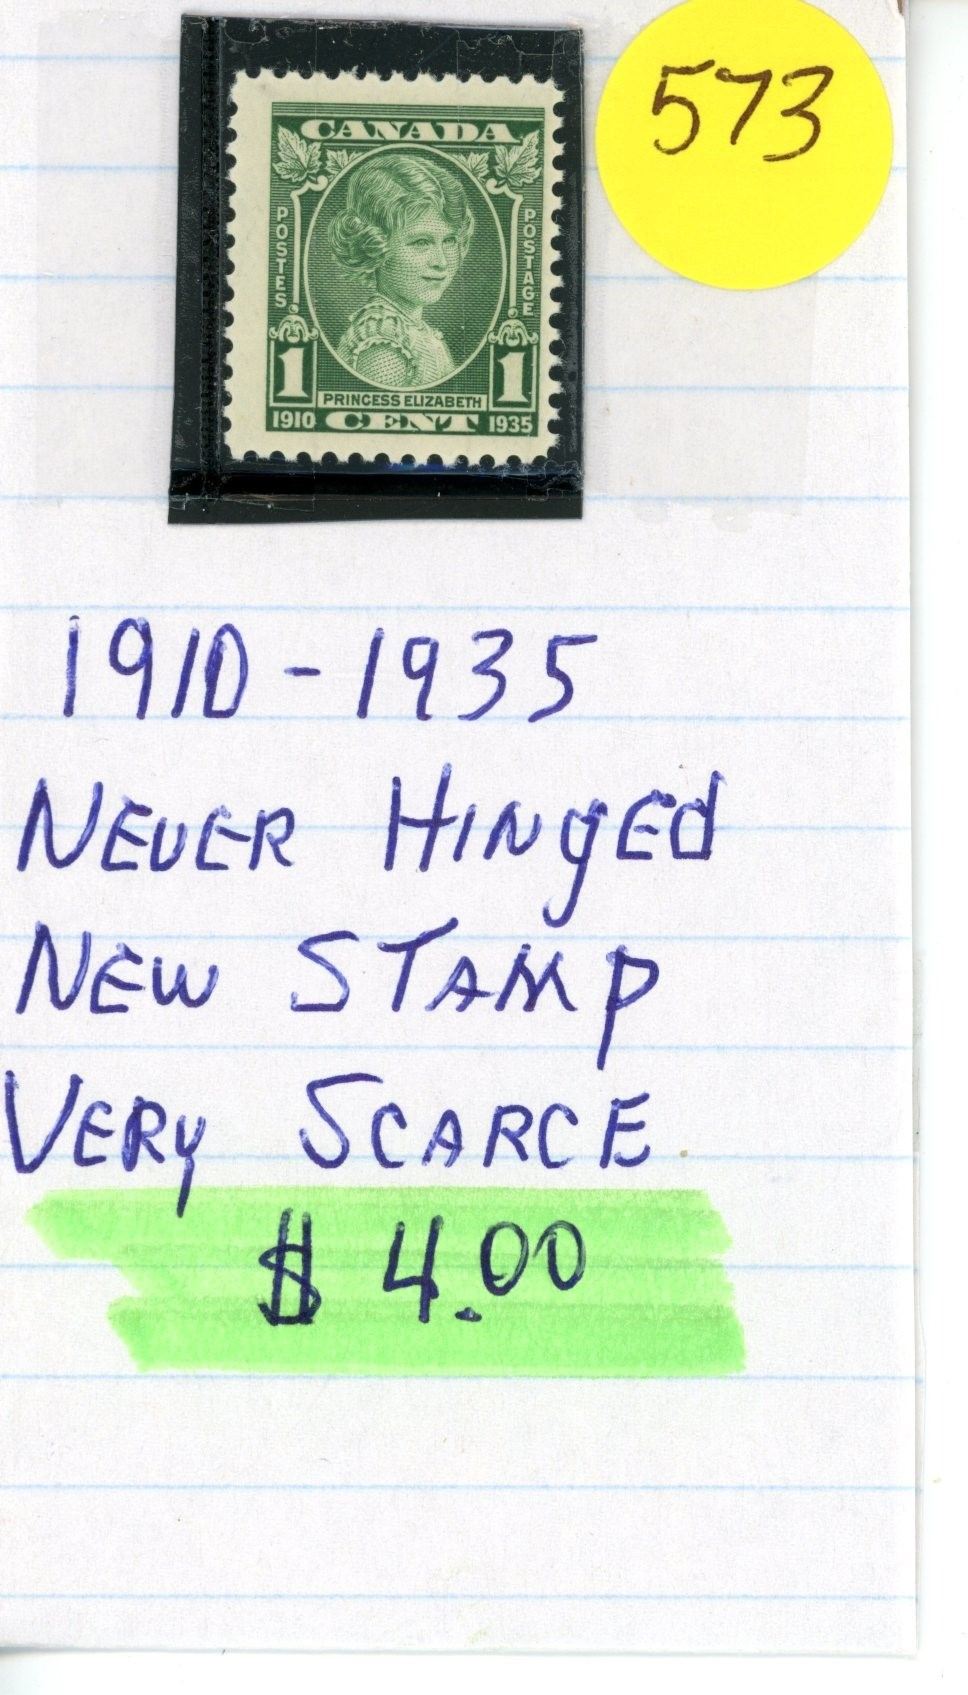 573
CANADA
POSTES
POSTAGE
1 1
PRINCESS ELIZABETH
1910 CENT 1935
1910-1935
NEVER HINgEd
NEW STAMP
VERy SCARCE
$ 4.00